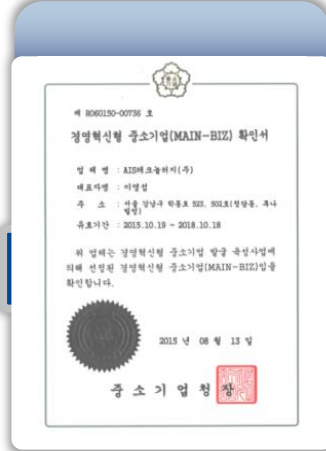 제 R060150-00736 호
경영혁신형 중소기업(MAIN-BIZ) 확인서
업 체 명 : AIS테크놀러지(주)
대표자명 : 이영섭
주 소 : 서울 강남구 학동로 523, 502호(청담동,
빌딩)
유효기간 : 2015.10.19 ~ 2018.10.18
위 업체는 경영혁신형 중소기업 발굴 육성사업에
의해 선정된 경영혁신형 중소기업(MAIN-BIZ)임을
확인합니다.
2015 년 08 월 13 일
중 소 기 업 청 장